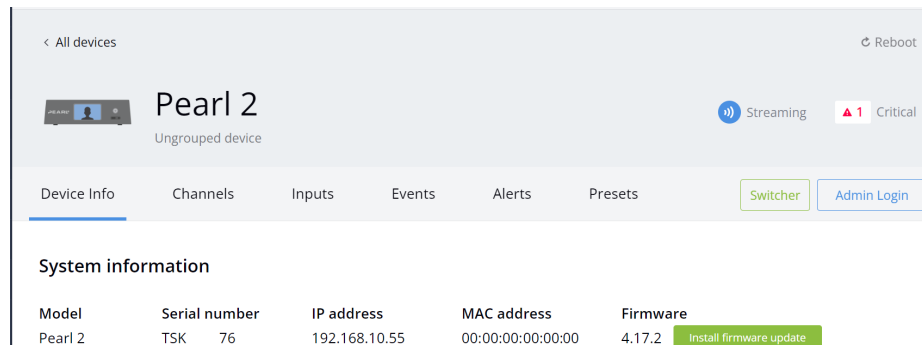 < All devices
Reboot
Pearl 2
Ungrouped device
Streaming
1 Critical
Device Info Channels Inputs Events Alerts Presets Switcher Admin Login
System information
Model Serial number IP address MAC address Firmware
Pearl 2 TSK 76 192.168.10.55 00:00:00:00:00:00 4.17.2 Install firmware update